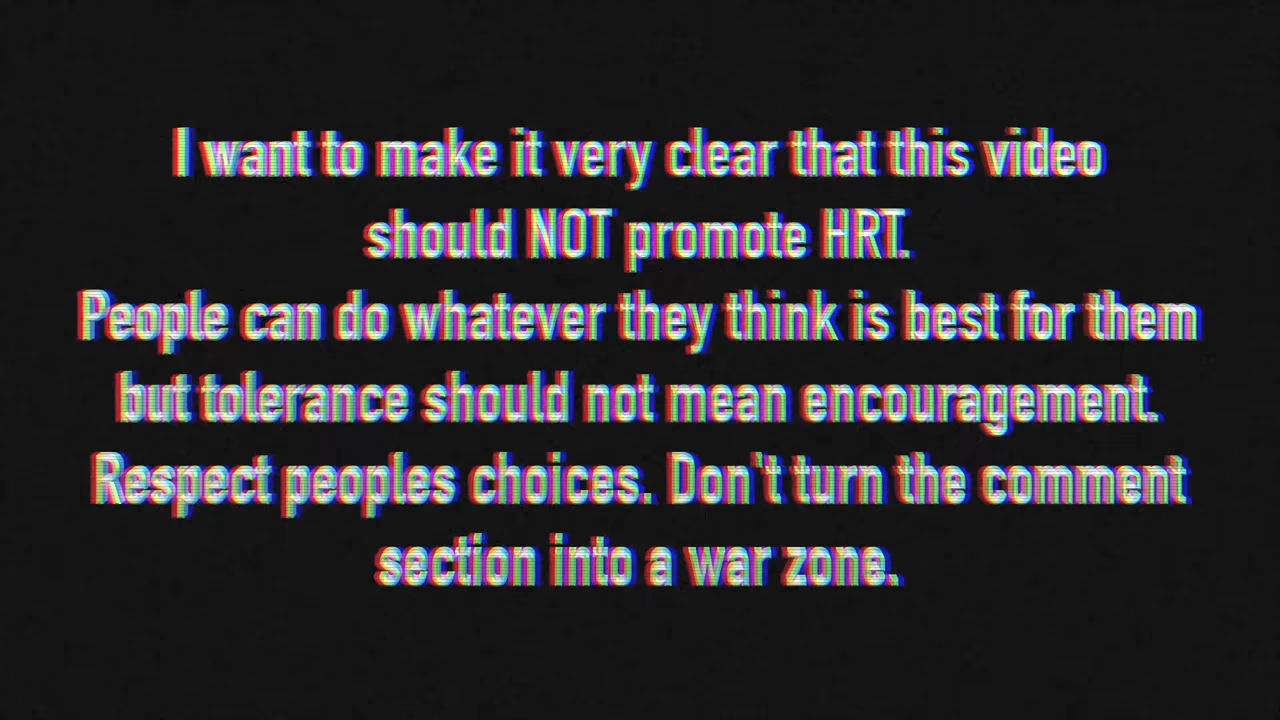 I want to make it very clear that this video
should NOT promote HRT.
People can do whatever they think is best for them
but tolerance should not mean encouragement.
Respect peoples choices. Don't turn the comment
section into a war zone.